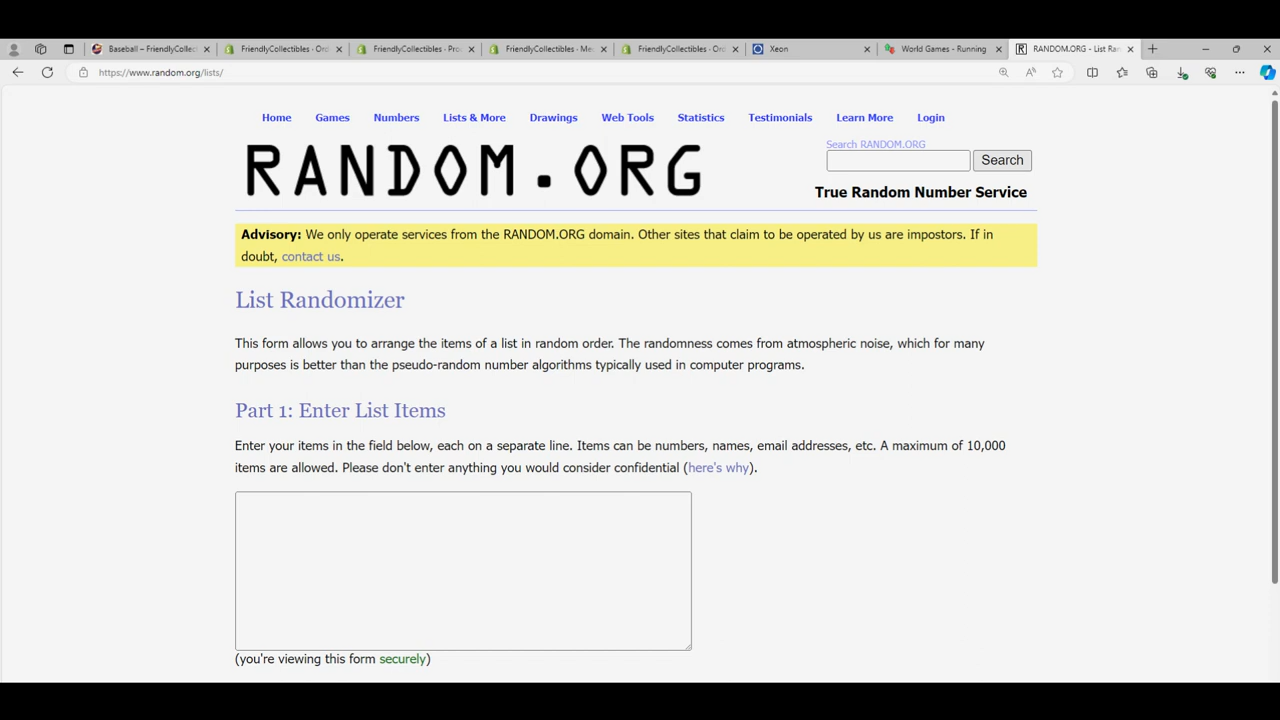 Baseball – FriendlyCollec
FriendlyCollectibles · Ord
FriendlyCollectibles · Pro
FriendlyCollectibles · Me
FriendlyCollectibles · Ord
Xeon
World Games - Running
RANDOM.ORG - List Ran
https://www.random.org/lists/
Home Games Numbers Lists & More Drawings Web Tools Statistics Testimonials Learn More Login
RANDOM.ORG
Search RANDOM.ORG
Search
True Random Number Service
Advisory: We only operate services from the RANDOM.ORG domain. Other sites that claim to be operated by us are impostors. If in
doubt, contact us.
List Randomizer
This form allows you to arrange the items of a list in random order. The randomness comes from atmospheric noise, which for many
purposes is better than the pseudo-random number algorithms typically used in computer programs.
Part 1: Enter List Items
Enter your items in the field below, each on a separate line. Items can be numbers, names, email addresses, etc. A maximum of 10,000
items are allowed. Please don't enter anything you would consider confidential (here's why).
(you're viewing this form securely)